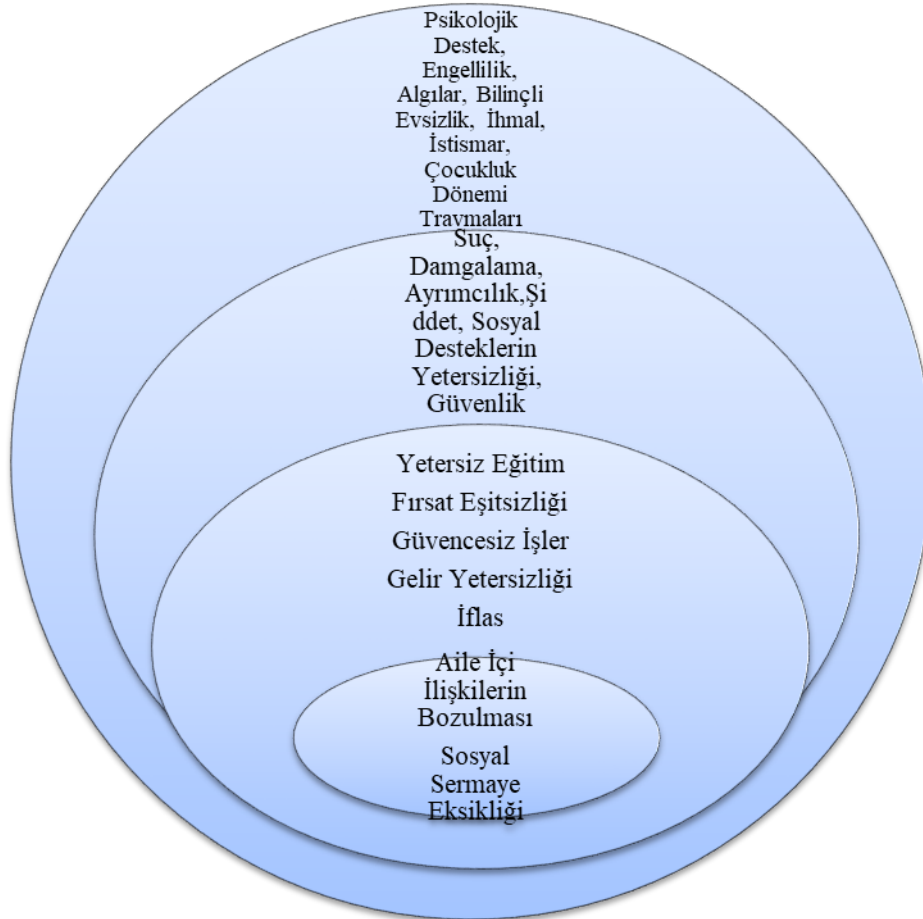 Psikolojik
Destek,
Engellilik,
Algılar, Bilinçli
Evsizlik, İhmal,
İstismar,
Çocukluk
Dönemi
Travmaları
Suç,
Damgalama,
Ayrımcılık,Şi
ddet, Sosyal
Desteklerin
Yetersizliği,
Güvenlik
Yetersiz Eğitim
Fırsat Eşitsizliği
Güvencesiz İşler
Gelir Yetersizliği
İflas
Aile İçi
İlişkilerin
Bozulması
Sosyal
Sermaye
Eksikliği